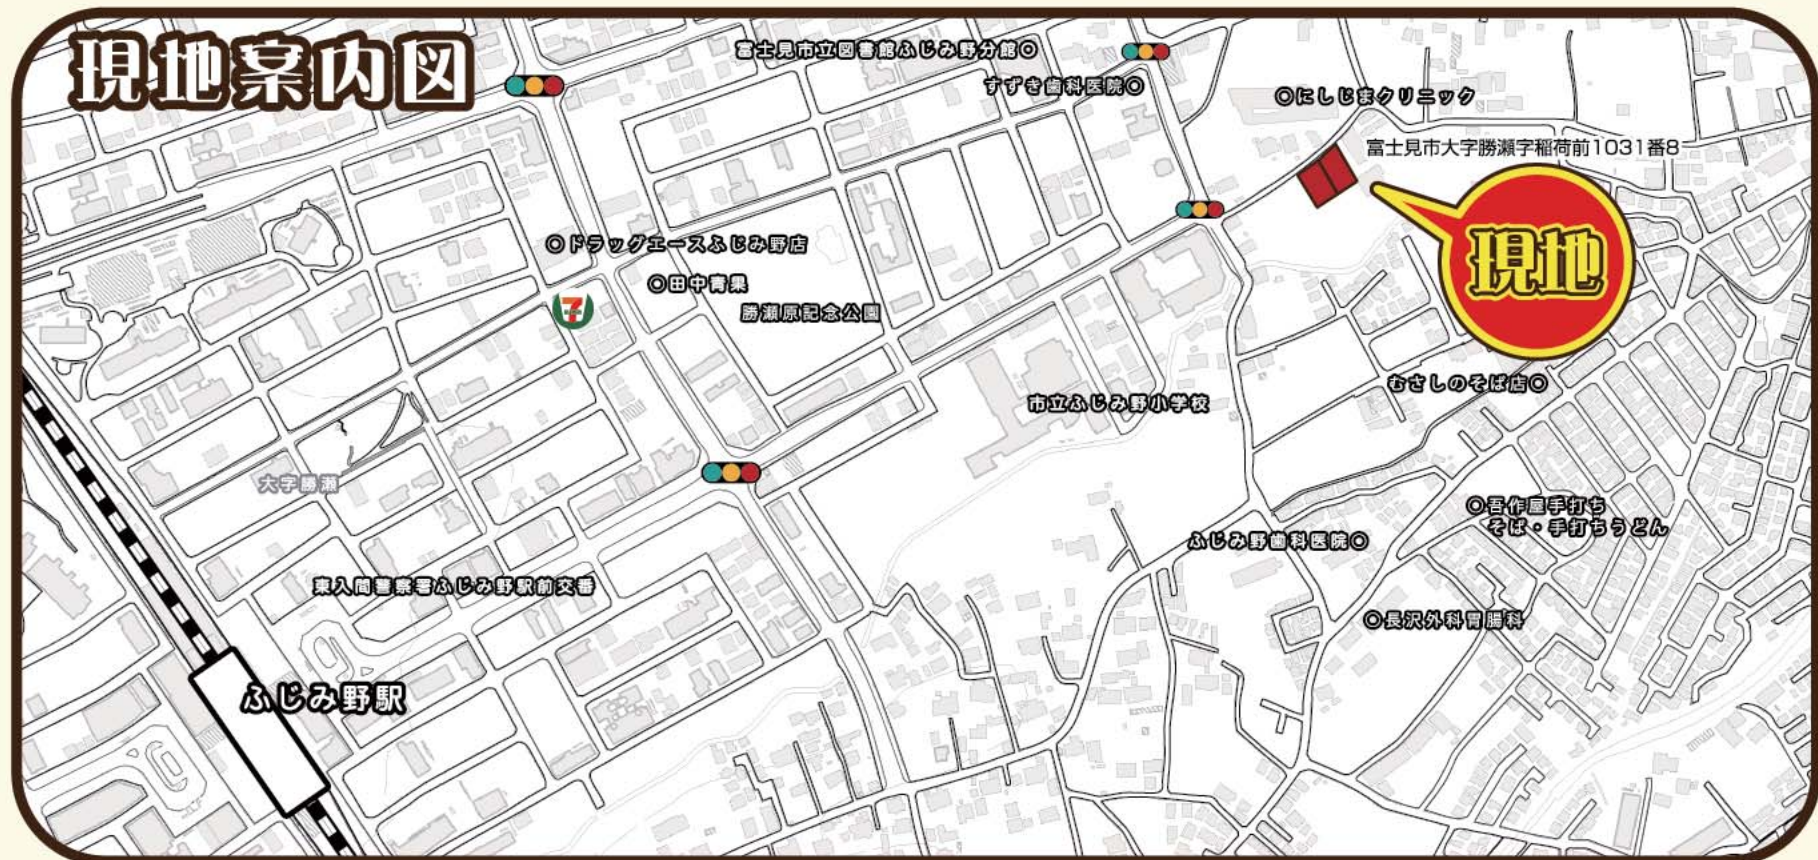 現地案内図
富士見市立図書館ふじみ野分館
すずき歯科医院
にしじまクリニック
富士見市大字勝瀬字稲荷前1031番8
現地
ドラッグエースふじみ野店
田中青果
7
勝瀬原記念公園
むさしのそば店
市立ふじみ野小学校
大字勝瀬
吾作屋手打ち
そば・手打ちうどん
ふじみ野歯科医院
東入間警察署ふじみ野駅前交番
長沢外科胃腸科
ふじみ野駅